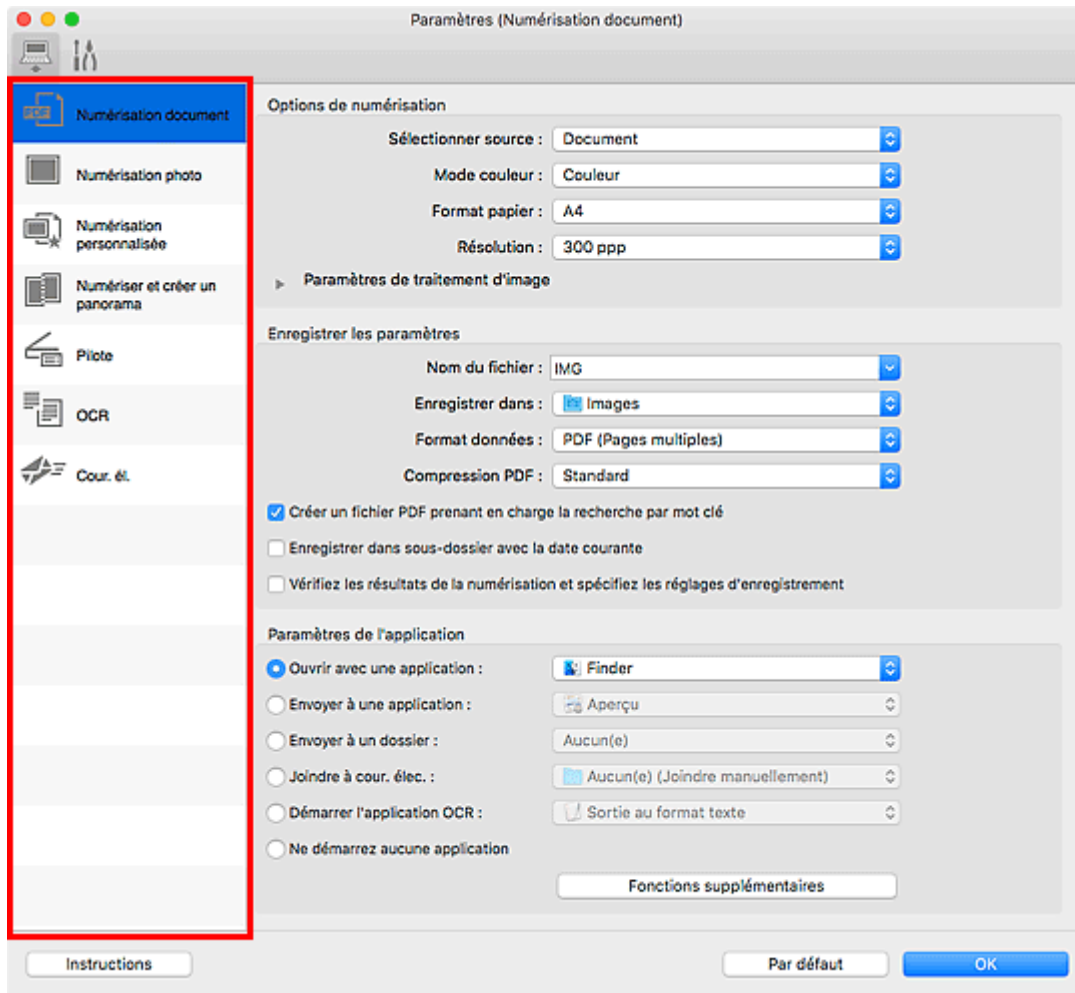 Paramètres (Numérisation document)
PDF
Numérisation document
Numérisation photo
Numérisation
personnalisée
Numériser et créer un
panorama
Pilote
OCR
Cour. él.
Options de numérisation
Sélectionner source : Document
Mode couleur : Couleur
Format papier : A4
Résolution : 300 ppp
Paramètres de traitement d'image
Enregistrer les paramètres
Nom du fichier : IMG
Enregistrer dans : Images
Format données : PDF (Pages multiples)
Compression PDF : Standard
Créer un fichier PDF prenant en charge la recherche par mot clé
Enregistrer dans sous-dossier avec la date courante
Vérifiez les résultats de la numérisation et spécifiez les réglages d'enregistrement
Paramètres de l'application
Ouvrir avec une application : Finder
Envoyer à une application : Aperçu
Envoyer à un dossier : Aucun(e)
Joindre à cour. élec. : Aucun(e) (Joindre manuellement)
Démarrer l'application OCR : Sortie au format texte
Ne démarrez aucune application
Fonctions supplémentaires
Instructions Par défaut OK